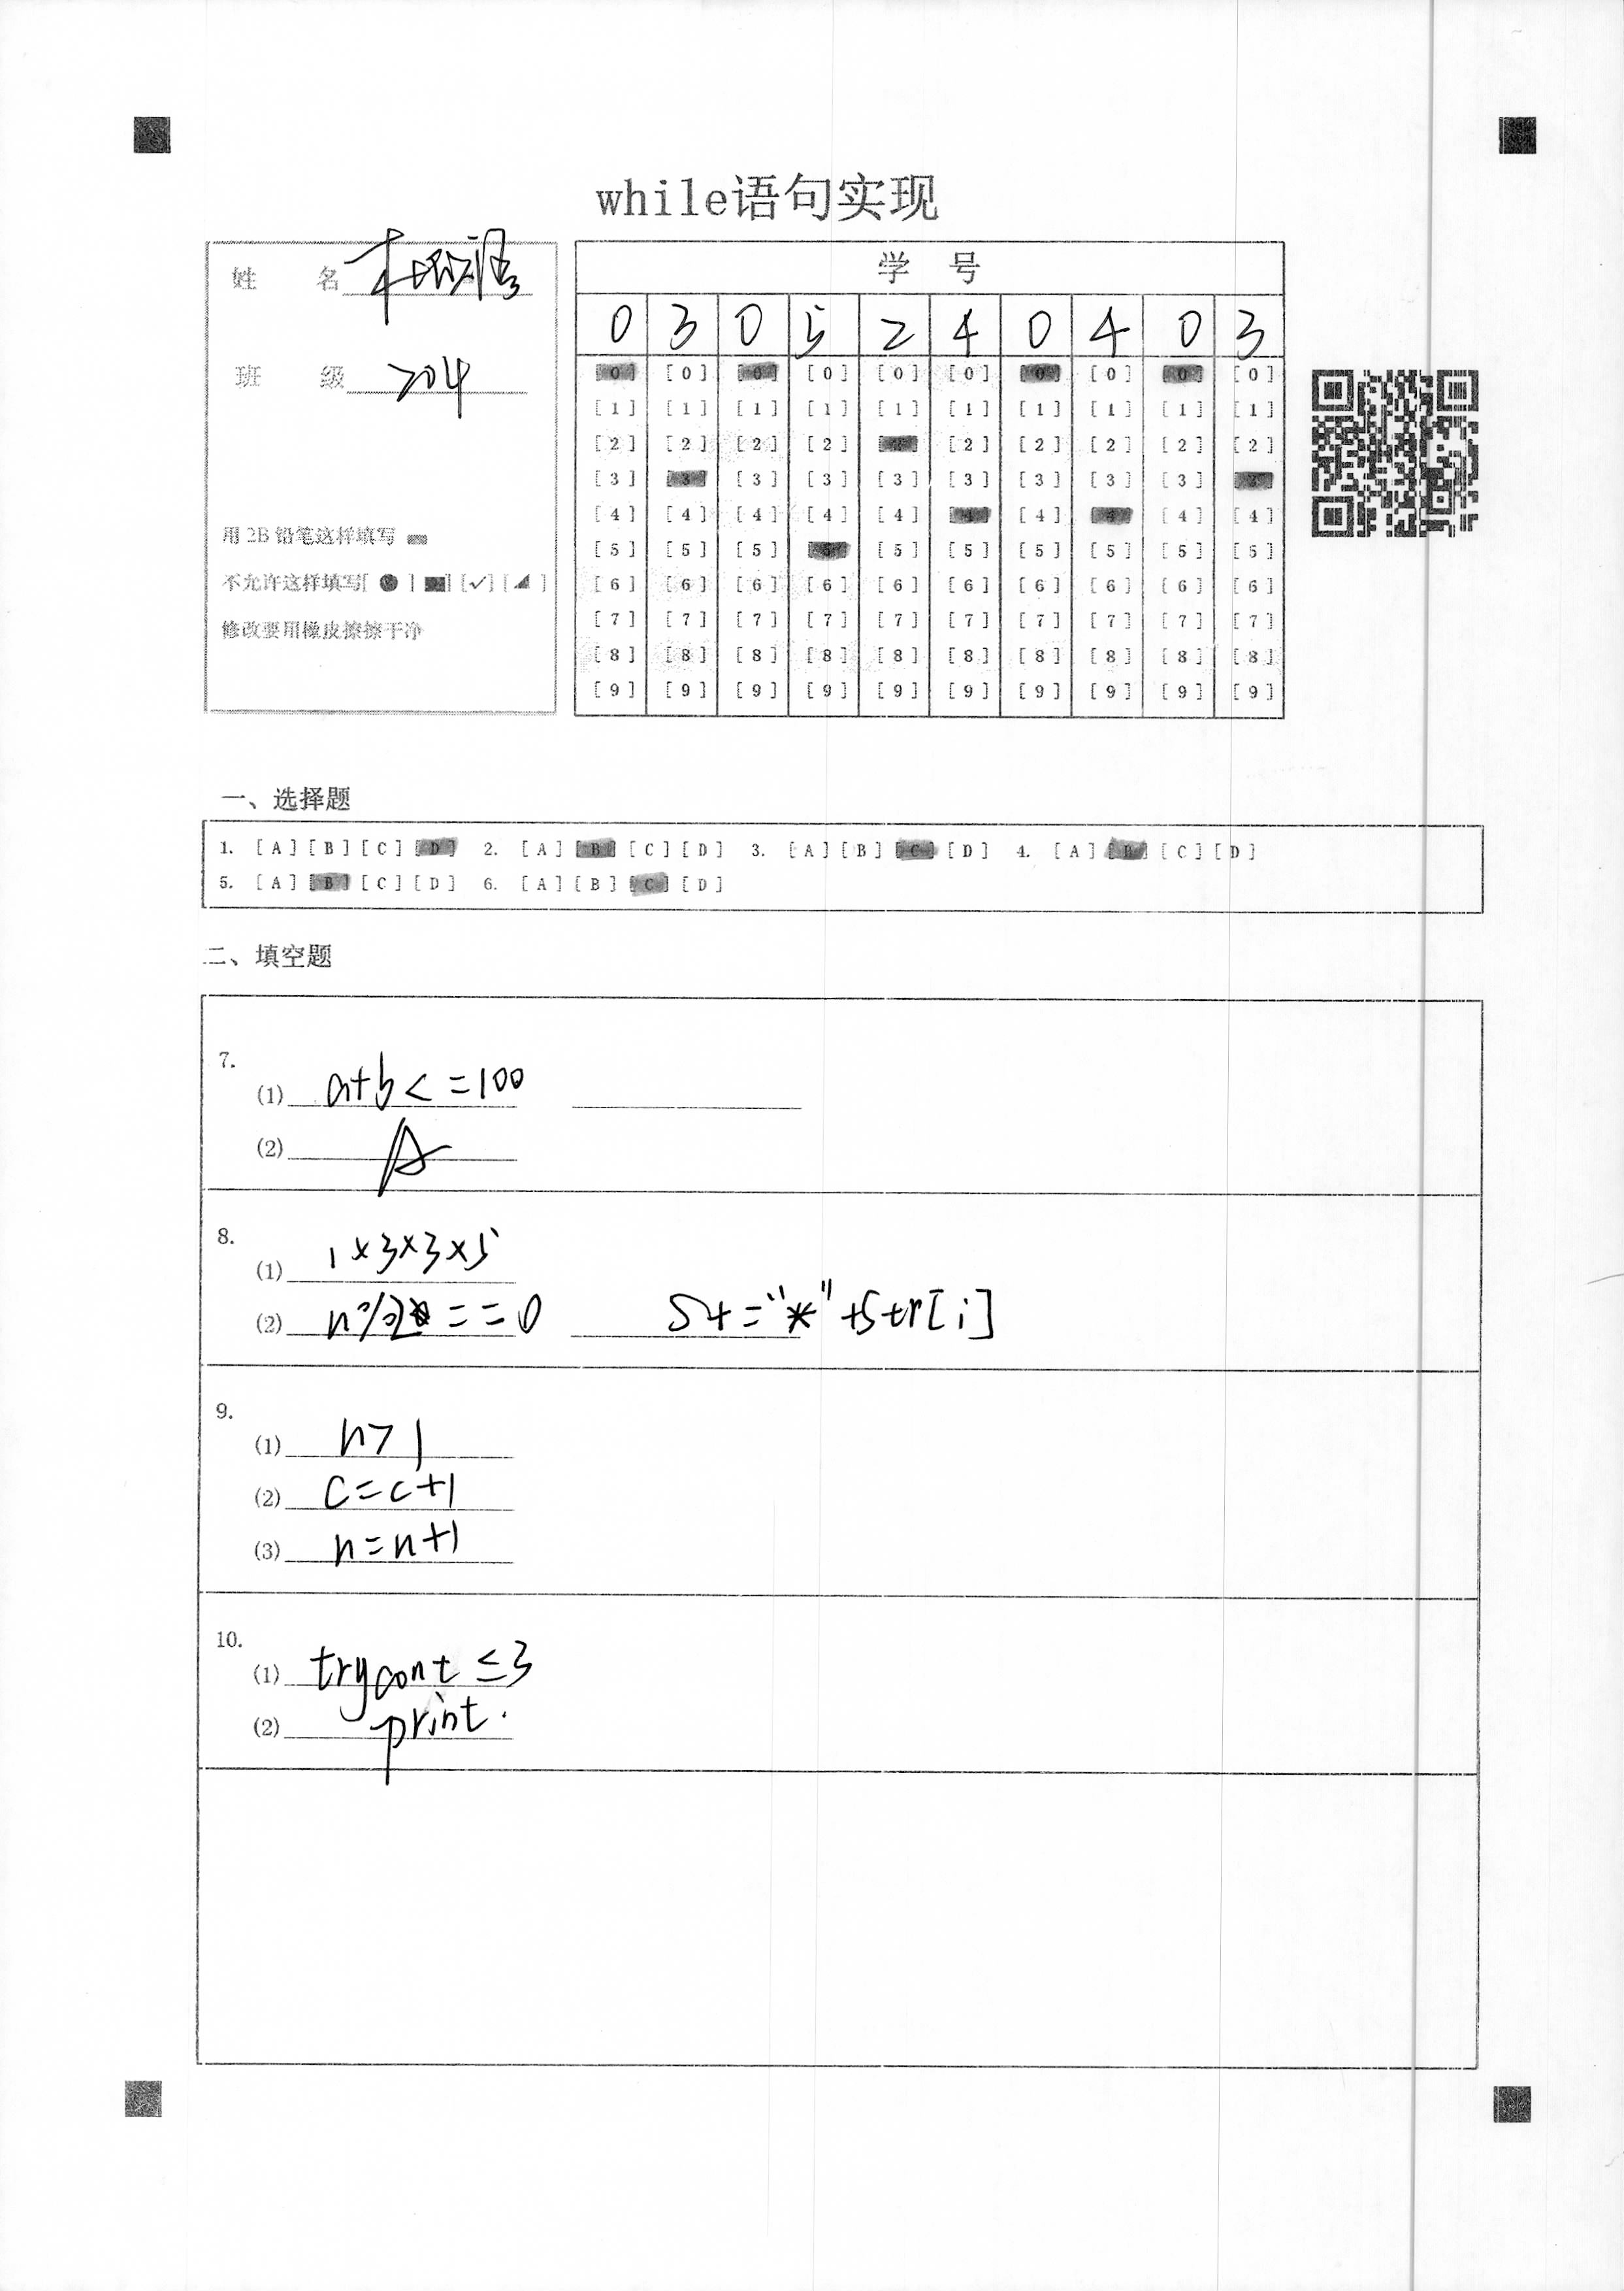 while语句实现
姓 名
班 级 204
用 2B 铅笔这样填写
不允许这样填写[ ● ] [■] [✓] [◢]
修改要用橡皮擦擦干净
学 号
0 3 0 5 2 4 0 4 0 3
[0] [0] [0] [0] [0] [0] [0] [0] [0] [0]
[1] [1] [1] [1] [1] [1] [1] [1] [1] [1]
[2] [2] [2] [2] [2] [2] [2] [2] [2] [2]
[3] [3] [3] [3] [3] [3] [3] [3] [3] [3]
[4] [4] [4] [4] [4] [4] [4] [4] [4] [4]
[5] [5] [5] [5] [5] [5] [5] [5] [5] [5]
[6] [6] [6] [6] [6] [6] [6] [6] [6] [6]
[7] [7] [7] [7] [7] [7] [7] [7] [7] [7]
[8] [8] [8] [8] [8] [8] [8] [8] [8] [8]
[9] [9] [9] [9] [9] [9] [9] [9] [9] [9]
一、选择题
1. [A] [B] [C] [D] 2. [A] [B] [C] [D] 3. [A] [B] [C] [D] 4. [A] [B] [C] [D]
5. [A] [B] [C] [D] 6. [A] [B] [C] [D]
二、填空题
7.
(1) a+b<=100
(2) A
8.
(1) 1×3×3×5
(2) n%2==0 S+="*"+Str[i]
9.
(1) n>1
(2) c=c+1
(3) n=n+1
10.
(1) trycont ≤3
(2) print.